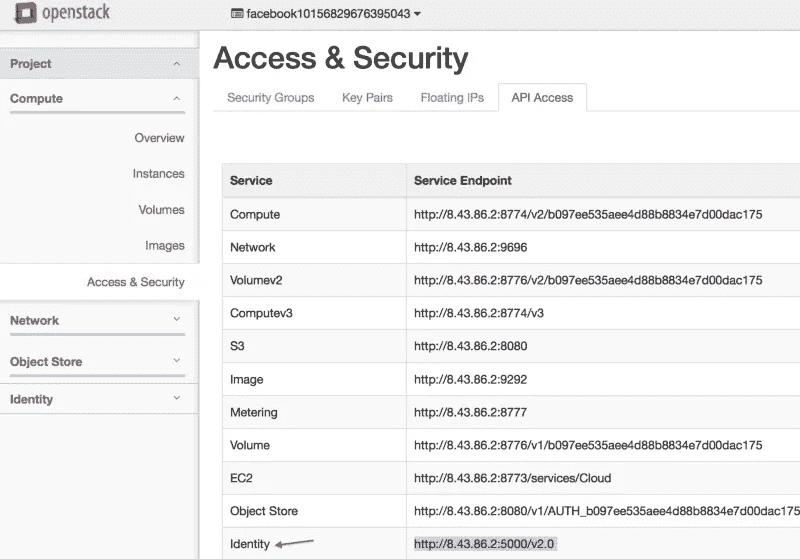 openstack
facebook10156829676395043
Project
Compute
Overview
Instances
Volumes
Images
Access & Security
Network
Object Store
Identity
Access & Security
Security Groups Key Pairs Floating IPs API Access
Service Service Endpoint
Compute http://8.43.86.2:8774/v2/b097ee535aee4d88b8834e7d00dac175
Network http://8.43.86.2:9696
Volumev2 http://8.43.86.2:8776/v2/b097ee535aee4d88b8834e7d00dac175
Computev3 http://8.43.86.2:8774/v3
S3 http://8.43.86.2:8080
Image http://8.43.86.2:9292
Metering http://8.43.86.2:8777
Volume http://8.43.86.2:8776/v1/b097ee535aee4d88b8834e7d00dac175
EC2 http://8.43.86.2:8773/services/Cloud
Object Store http://8.43.86.2:8080/v1/AUTH_b097ee535aee4d88b8834e7d00dac175
Identity http://8.43.86.2:5000/v2.0